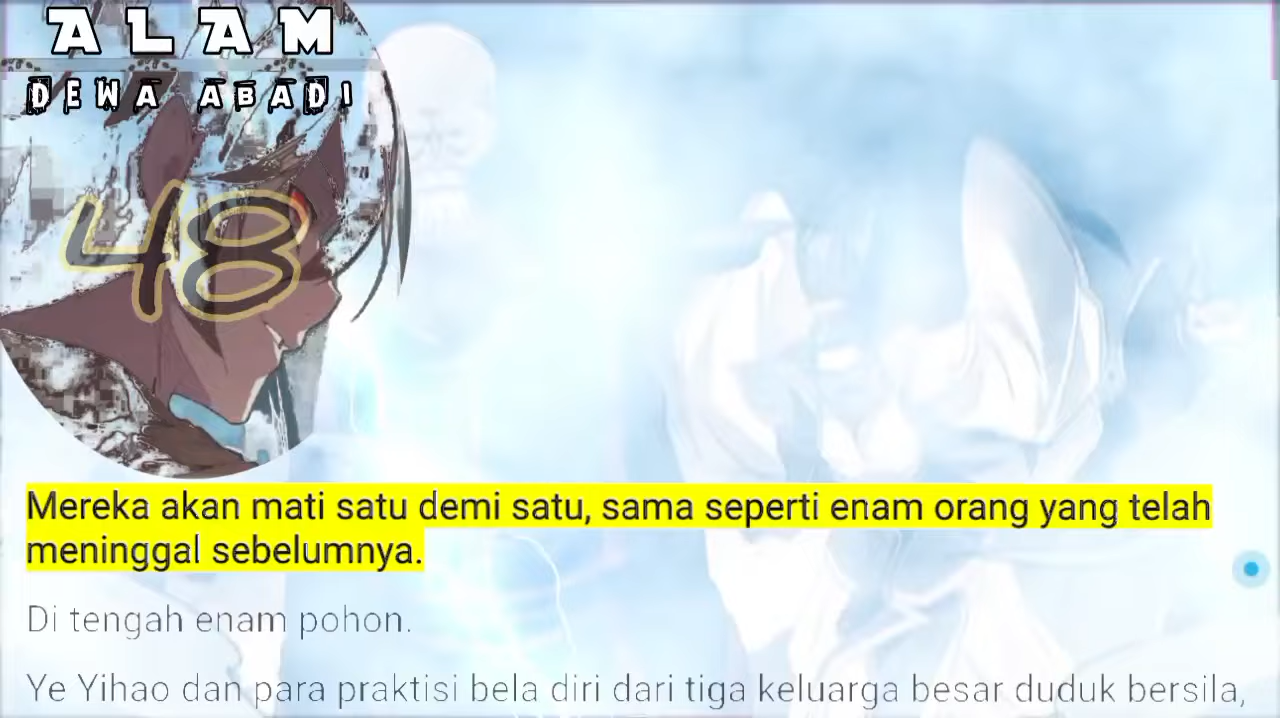 ALAM
DEWA ABADI
48
Mereka akan mati satu demi satu, sama seperti enam orang yang telah
meninggal sebelumnya.
Di tengah enam pohon.
Ye Yihao dan para praktisi bela diri dari tiga keluarga besar duduk bersila,